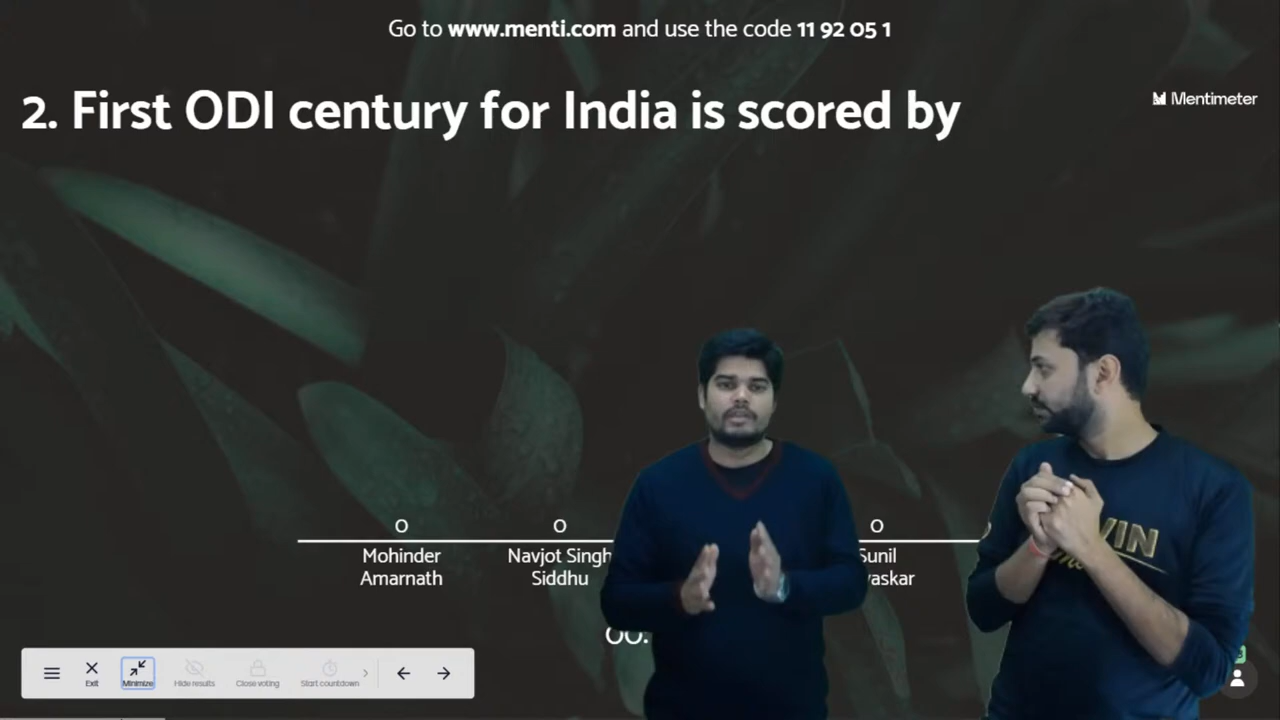 Go to www.menti.com and use the code 11 92 05 1
2. First ODI century for India is scored by
Mentimeter
0
0
0
Mohinder
Amarnath
Navjot Singh
Siddhu
Sunil
vaskar
VIN
Exit
Minimize
Hide results
Close voting
Start countdown